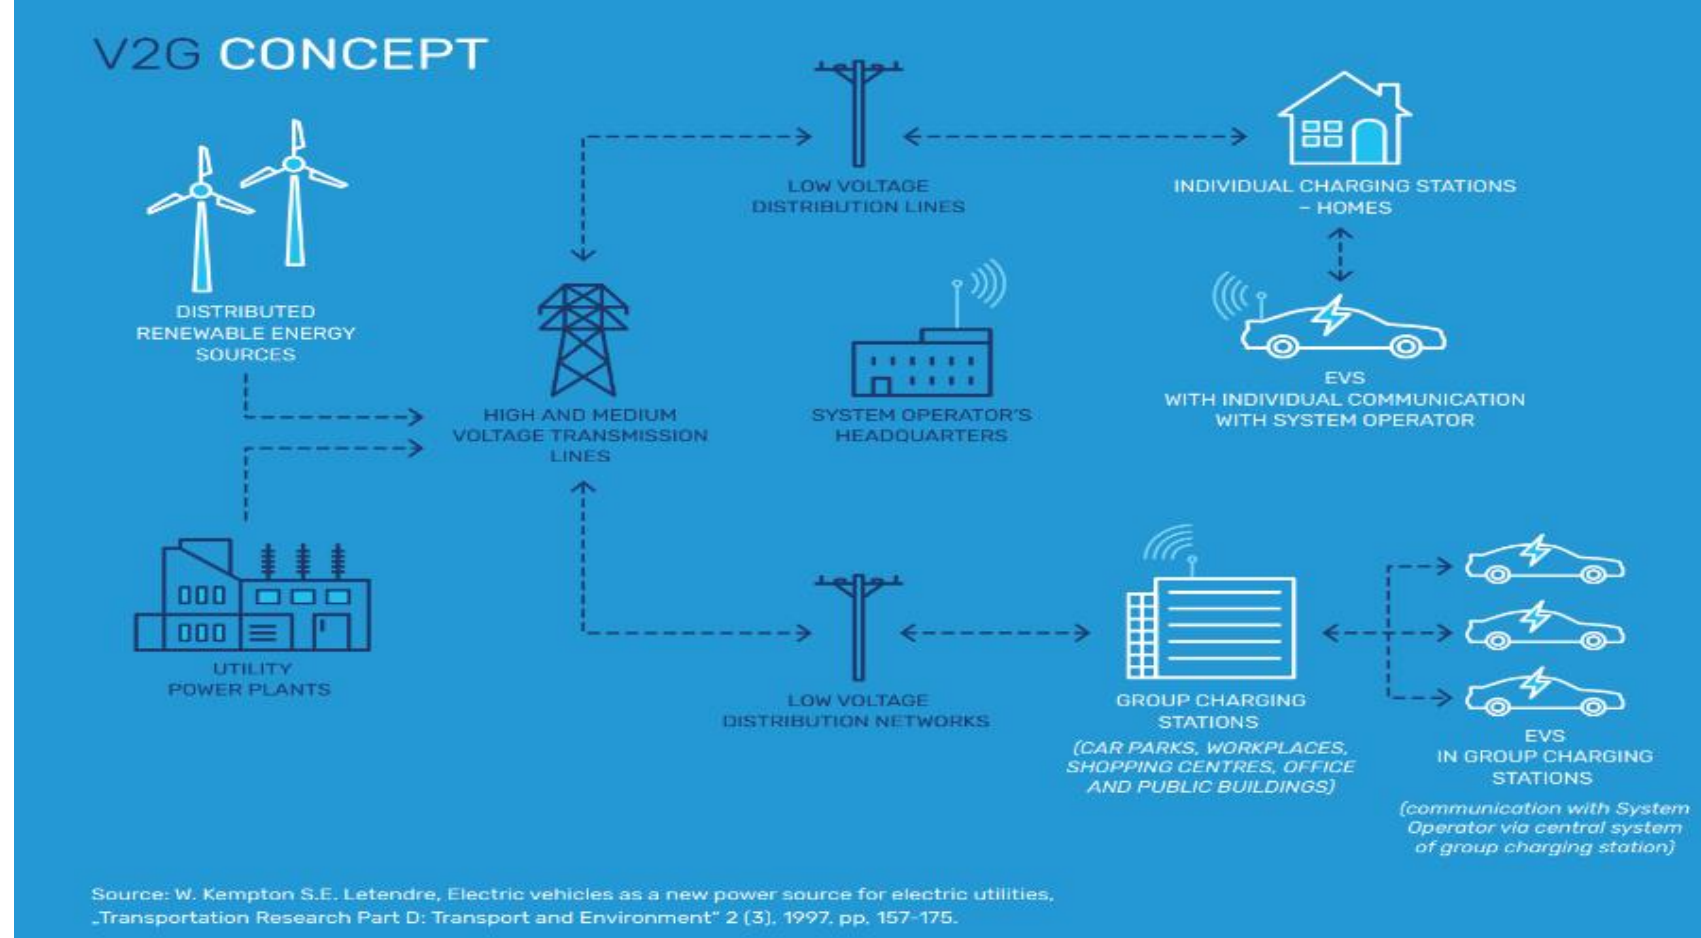 V2G CONCEPT
LOW VOLTAGE
DISTRIBUTION LINES
INDIVIDUAL CHARGING STATIONS
– HOMES
DISTRIBUTED
RENEWABLE ENERGY
SOURCES
HIGH AND MEDIUM
VOLTAGE TRANSMISSION
LINES
SYSTEM OPERATOR'S
HEADQUARTERS
EVS
WITH INDIVIDUAL COMMUNICATION
WITH SYSTEM OPERATOR
UTILITY
POWER PLANTS
LOW VOLTAGE
DISTRIBUTION NETWORKS
GROUP CHARGING
STATIONS
(CAR PARKS, WORKPLACES,
SHOPPING CENTRES, OFFICE
AND PUBLIC BUILDINGS)
EVS
IN GROUP CHARGING
STATIONS
(communication with System
Operator via central system
of group charging station)
Source: W. Kempton S.E. Letendre, Electric vehicles as a new power source for electric utilities,
„Transportation Research Part D: Transport and Environment" 2 (3), 1997, pp, 157-175.